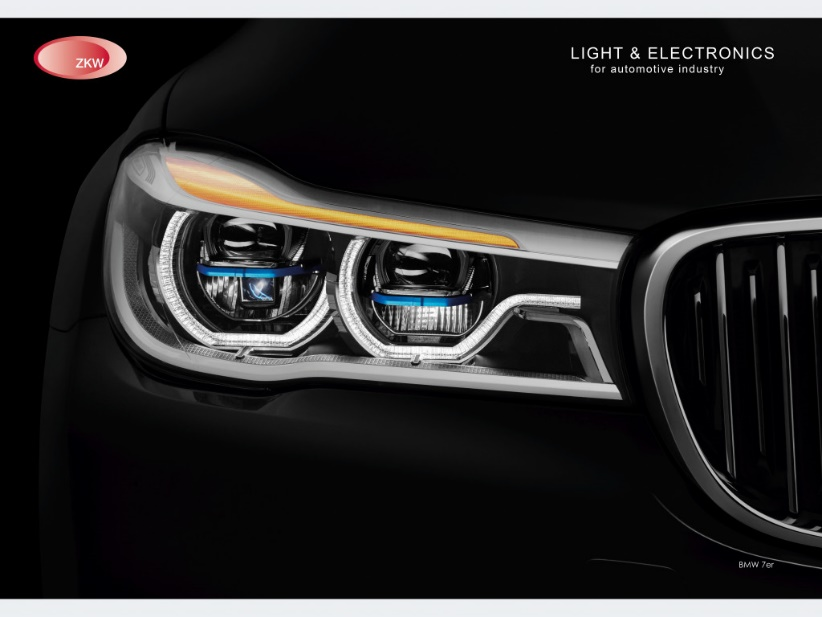 ZKW
LIGHT & ELECTRONICS
for automotive industry
BMW 7er